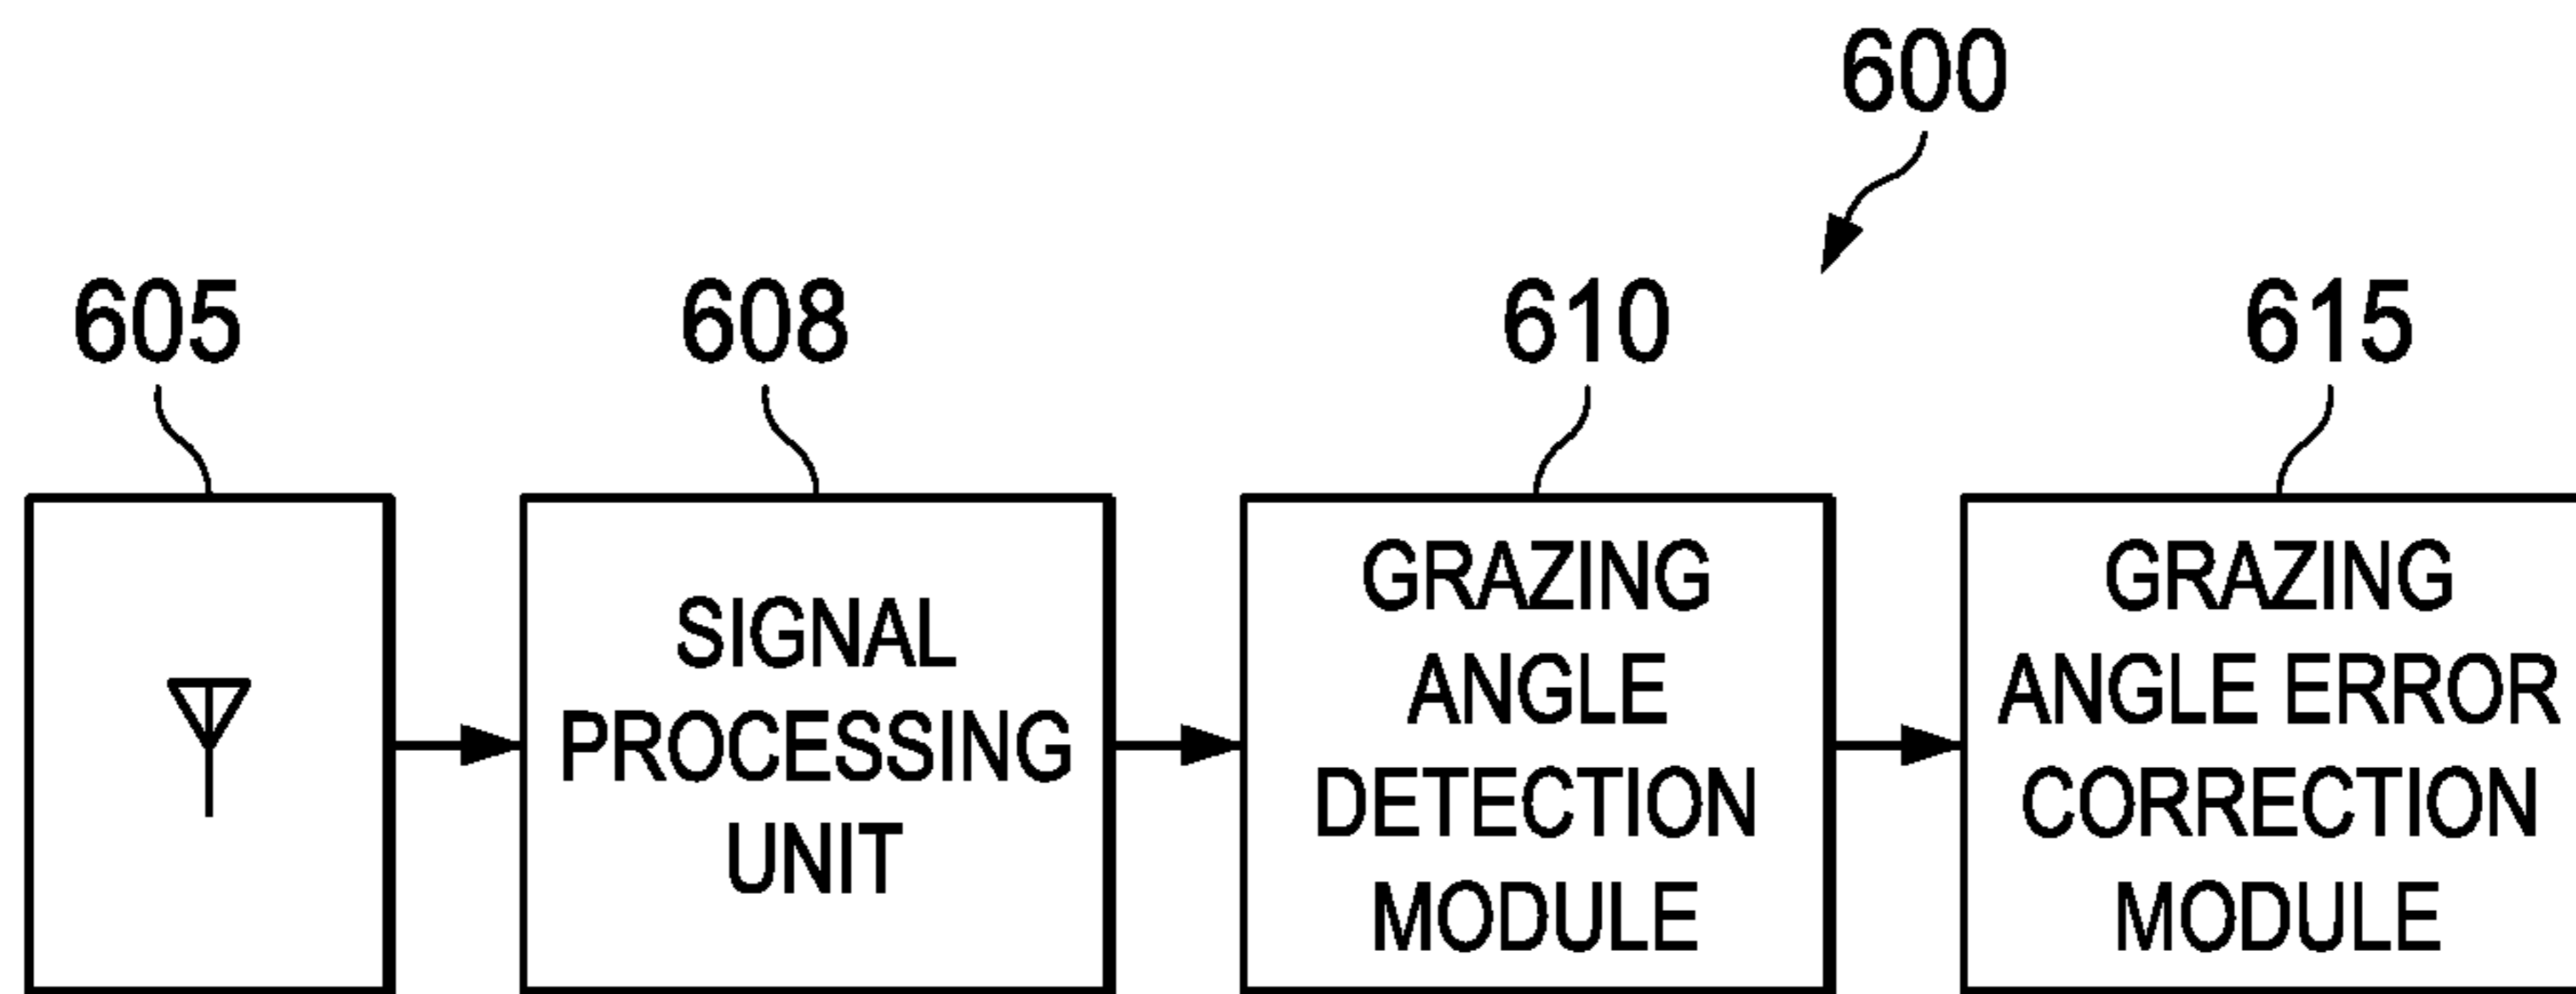 600
605
608
610
615
SIGNAL
PROCESSING
UNIT
GRAZING
ANGLE
DETECTION
MODULE
GRAZING
ANGLE ERROR
CORRECTION
MODULE